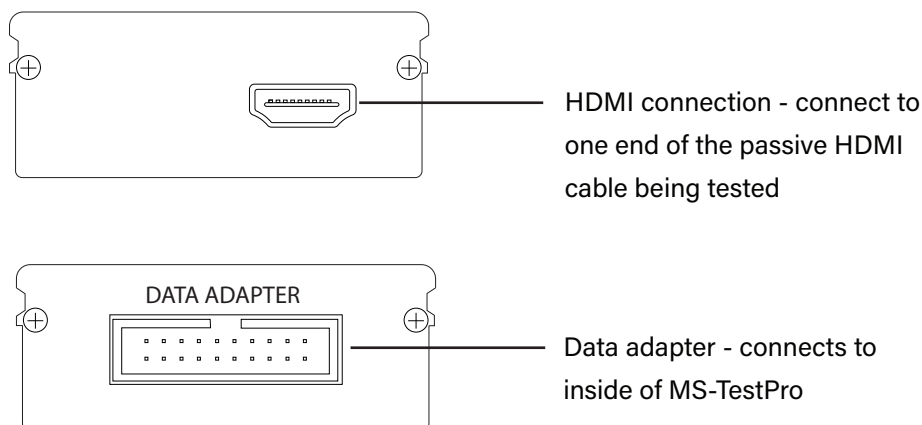 HDMI connection - connect to
one end of the passive HDMI
cable being tested
DATA ADAPTER
Data adapter - connects to
inside of MS-TestPro